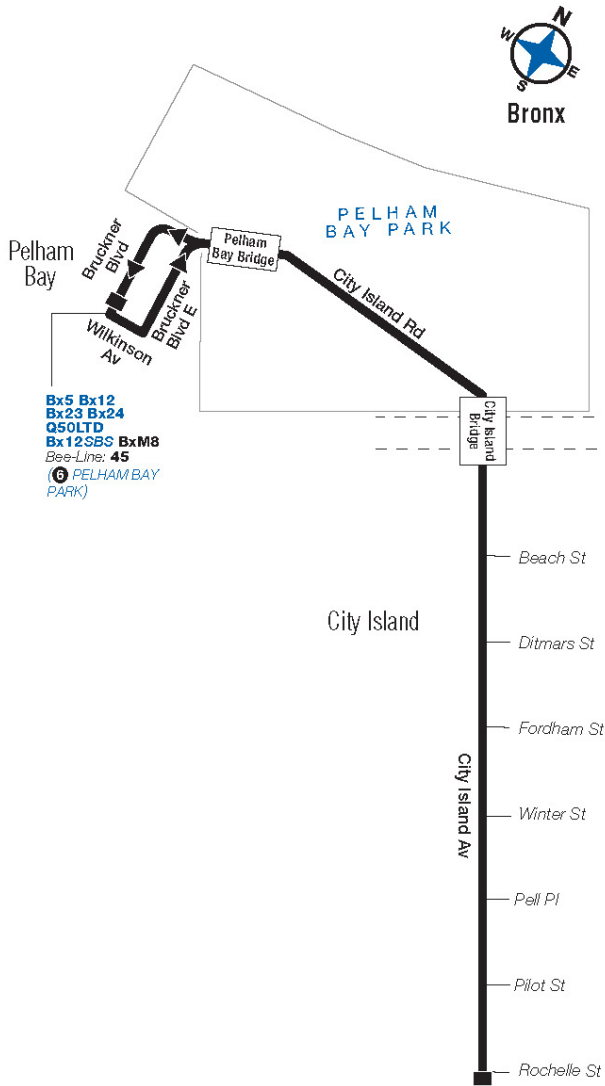 N
W
E
S
Bronx
PELHAM
BAY PARK
Pelham
Bay
Bruckner
Blvd
Pelham
Bay Bridge
Bruckner
Blvd E
Wilkinson
Av
City Island Rd
City Island
Bridge
Bx5 Bx12
Bx23 Bx24
Q50LTD
Bx12SBS BxM8
Bee-Line: 45
(6 PELHAM BAY
PARK)
Beach St
City Island
Ditmars St
Fordham St
City Island Av
Winter St
Pell Pl
Pilot St
Rochelle St